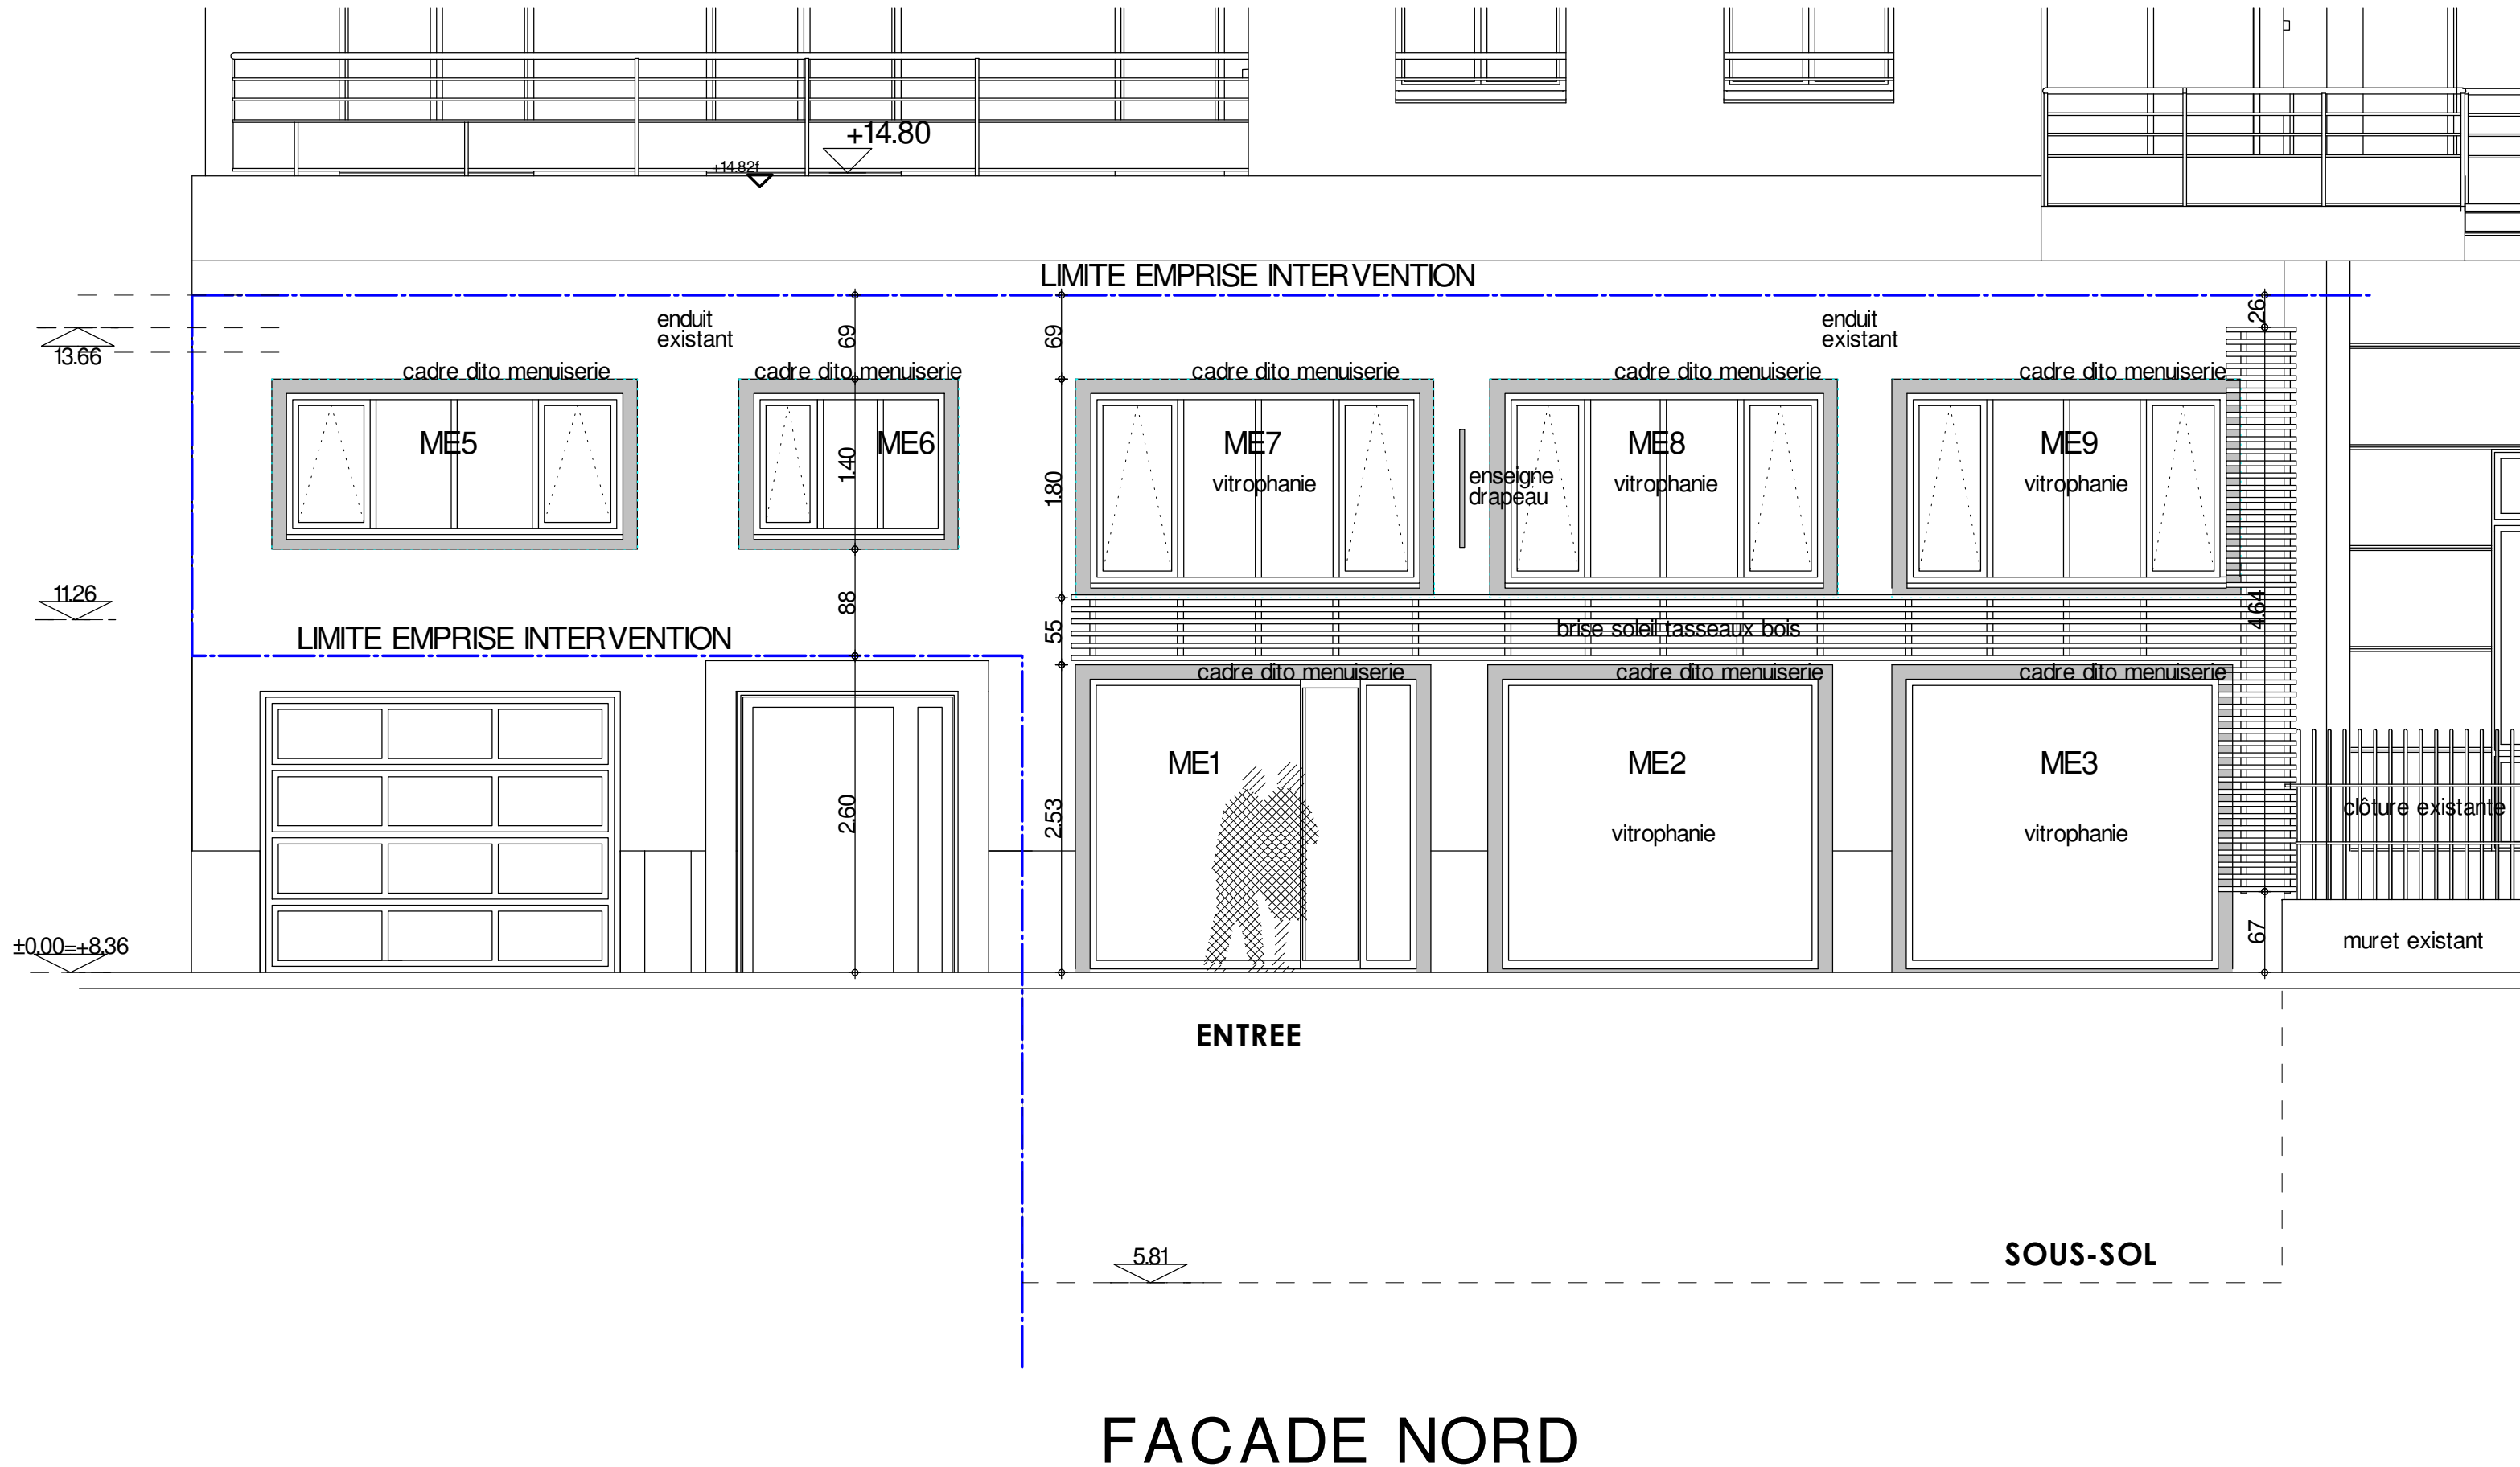 +14.80
+14.82f
LIMITE EMPRISE INTERVENTION
26
enduit
existant
69
69
enduit
existant
13.66
cadre dito menuiserie
cadre dito menuiserie
cadre dito menuiserie
cadre dito menuiserie
cadre dito menuiserie
ME5
1.40
ME6
1.80
ME7
vitrophanie
enseigne
drapeau
ME8
vitrophanie
ME9
vitrophanie
11.26
88
4.64
LIMITE EMPRISE INTERVENTION
55
brise soleil tasseaux bois
cadre dito menuiserie
cadre dito menuiserie
cadre dito menuiserie
2.60
2.53
ME1
ME2
vitrophanie
ME3
vitrophanie
clôture existante
±0.00=+8.36
67
muret existant
ENTREE
5.81
SOUS-SOL
FACADE NORD